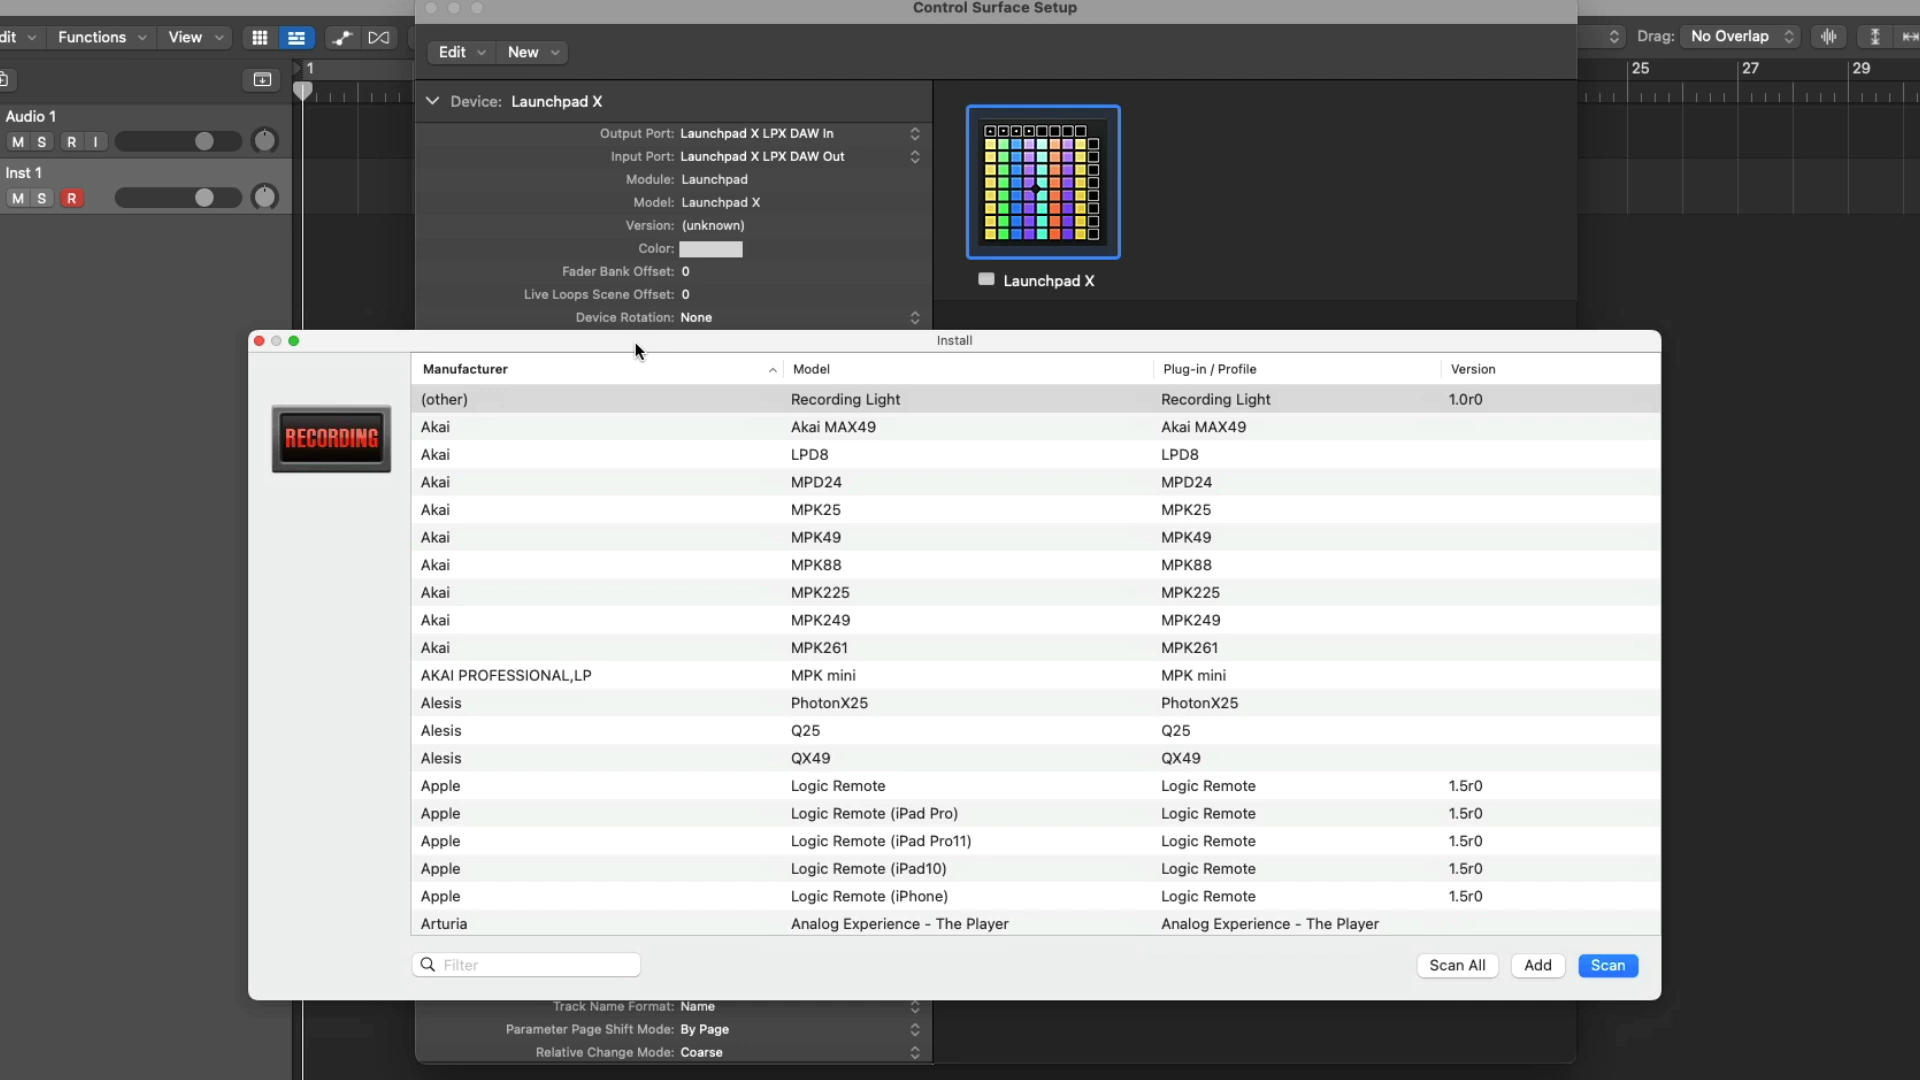 Control Surface Setup
dit
Functions
View
Drag: No Overlap
Edit
New
1
25
27
29
Device: Launchpad X
Audio 1
M S R I
Output Port: Launchpad X LPX DAW In
Input Port: Launchpad X LPX DAW Out
Module: Launchpad
Inst 1
M S R
Model: Launchpad X
Version: (unknown)
Color:
Fader Bank Offset: 0
Launchpad X
Live Loops Scene Offset: 0
Device Rotation: None
Install
Manufacturer Model Plug-in / Profile Version
(other) Recording Light Recording Light 1.0r0
RECORDING
Akai Akai MAX49 Akai MAX49
Akai LPD8 LPD8
Akai MPD24 MPD24
Akai MPK25 MPK25
Akai MPK49 MPK49
Akai MPK88 MPK88
Akai MPK225 MPK225
Akai MPK249 MPK249
Akai MPK261 MPK261
AKAI PROFESSIONAL,LP MPK mini MPK mini
Alesis PhotonX25 PhotonX25
Alesis Q25 Q25
Alesis QX49 QX49
Apple Logic Remote Logic Remote 1.5r0
Apple Logic Remote (iPad Pro) Logic Remote 1.5r0
Apple Logic Remote (iPad Pro11) Logic Remote 1.5r0
Apple Logic Remote (iPad10) Logic Remote 1.5r0
Apple Logic Remote (iPhone) Logic Remote 1.5r0
Arturia Analog Experience - The Player Analog Experience - The Player
Filter
Scan All
Add
Scan
Track Name Format: Name
Parameter Page Shift Mode: By Page
Relative Change Mode: Coarse